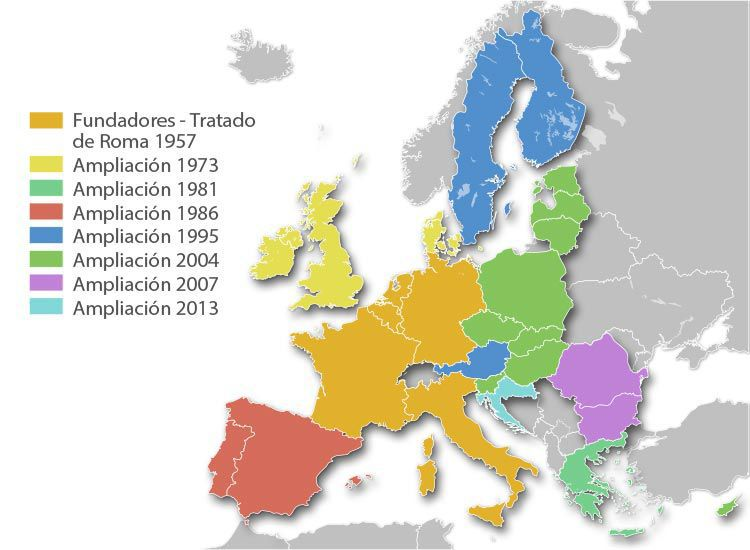 Fundadores - Tratado
de Roma 1957
Ampliación 1973
Ampliación 1981
Ampliación 1986
Ampliación 1995
Ampliación 2004
Ampliación 2007
Ampliación 2013